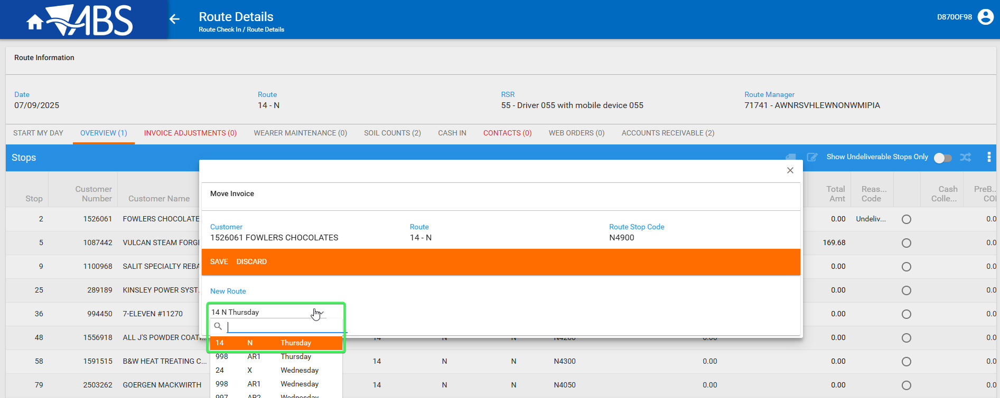 ABS
Route Details
Route Check In / Route Details
D870OF98
Route Information
Date
07/09/2025
Route
14 - N
RSR
55 - Driver 055 with mobile device 055
Route Manager
71741 - AWNRSVHLEWNONWMIPIA
START MY DAY
OVERVIEW (1)
INVOICE ADJUSTMENTS (0)
WEARER MAINTENANCE (0)
SOIL COUNTS (2)
CASH IN
CONTACTS (0)
WEB ORDERS (0)
ACCOUNTS RECEIVABLE (2)
Stops
Show Undeliverable Stops Only
Stop
Customer
Number
Customer Name
Total
Amt
Reas...
Code
Cash
Colle...
PreB...
2 1526061 FOWLERS CHOCOLATE 0.00 Undeliv... 0.0
5 1087442 VULCAN STEAM FORG 169.68 0.0
9 1100968 SALIT SPECIALTY REBA 0.00 0.0
25 289189 KINSLEY POWER SYST... 0.00 0.0
36 994450 7-ELEVEN #11270 0.00 0.0
48 1556918 ALL J'S POWDER COATI... 14 N N N4200 0.00 0.00 0.0
58 1591515 B&W HEAT TREATING C... 14 N N N4300 0.00 0.00 0.0
79 2503262 GOERGEN MACKWIRTH 14 N N N4050 0.00 0.00 0.0
Move Invoice
Customer
1526061 FOWLERS CHOCOLATES
Route
14 - N
Route Stop Code
N4900
SAVE DISCARD
New Route
14 N Thursday
14 N Thursday
998 AR1 Thursday
24 X Wednesday
998 AR1 Wednesday
997 AR2 Wednesday